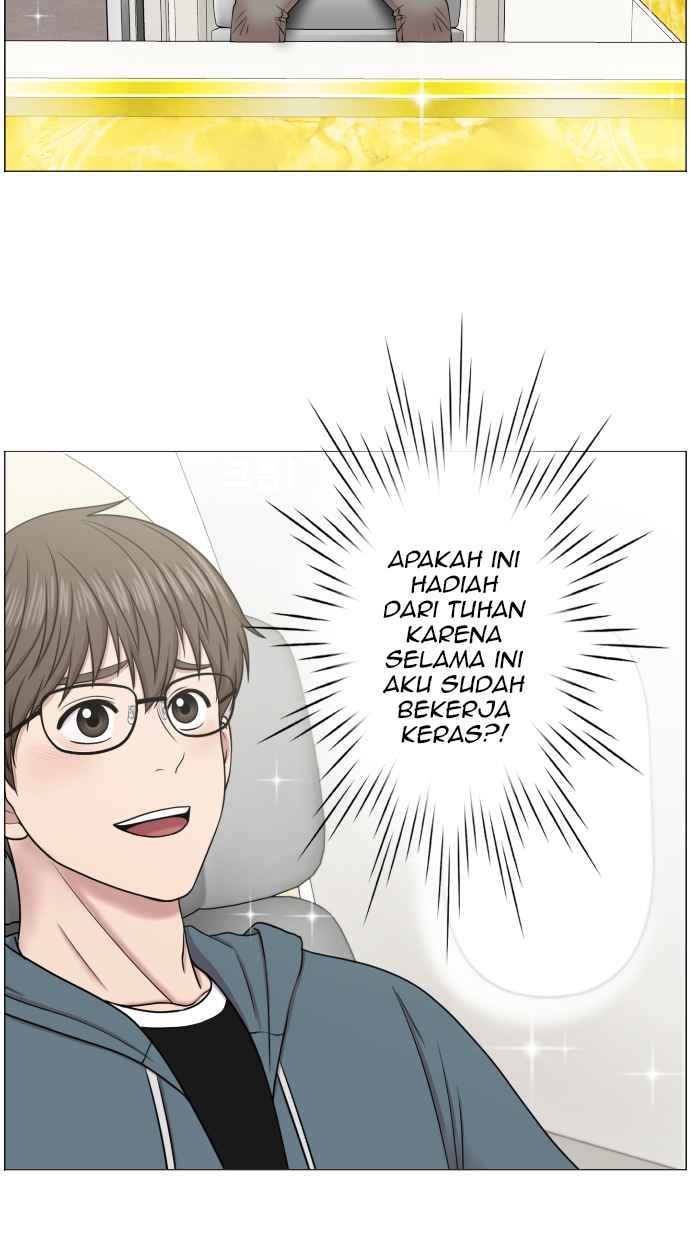 APAKAH INI
HADIAH
DARI TUHAN
KARENA
SELAMA INI
AKU SUDAH
BEKERJA
KERAS?!